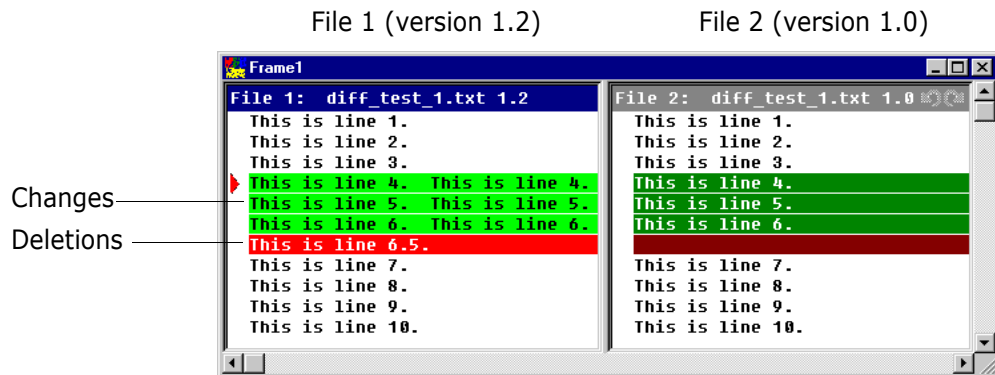 File 1 (version 1.2)
File 2 (version 1.0)
Frame1
File 1:  diff_test_1.txt 1.2
This is line 1.
This is line 2.
This is line 3.
This is line 4.  This is line 4.
This is line 5.  This is line 5.
This is line 6.  This is line 6.
This is line 6.5.
This is line 7.
This is line 8.
This is line 9.
This is line 10.
File 2:  diff_test_1.txt 1.0
This is line 1.
This is line 2.
This is line 3.
This is line 4.
This is line 5.
This is line 6.
This is line 7.
This is line 8.
This is line 9.
This is line 10.
Changes
Deletions